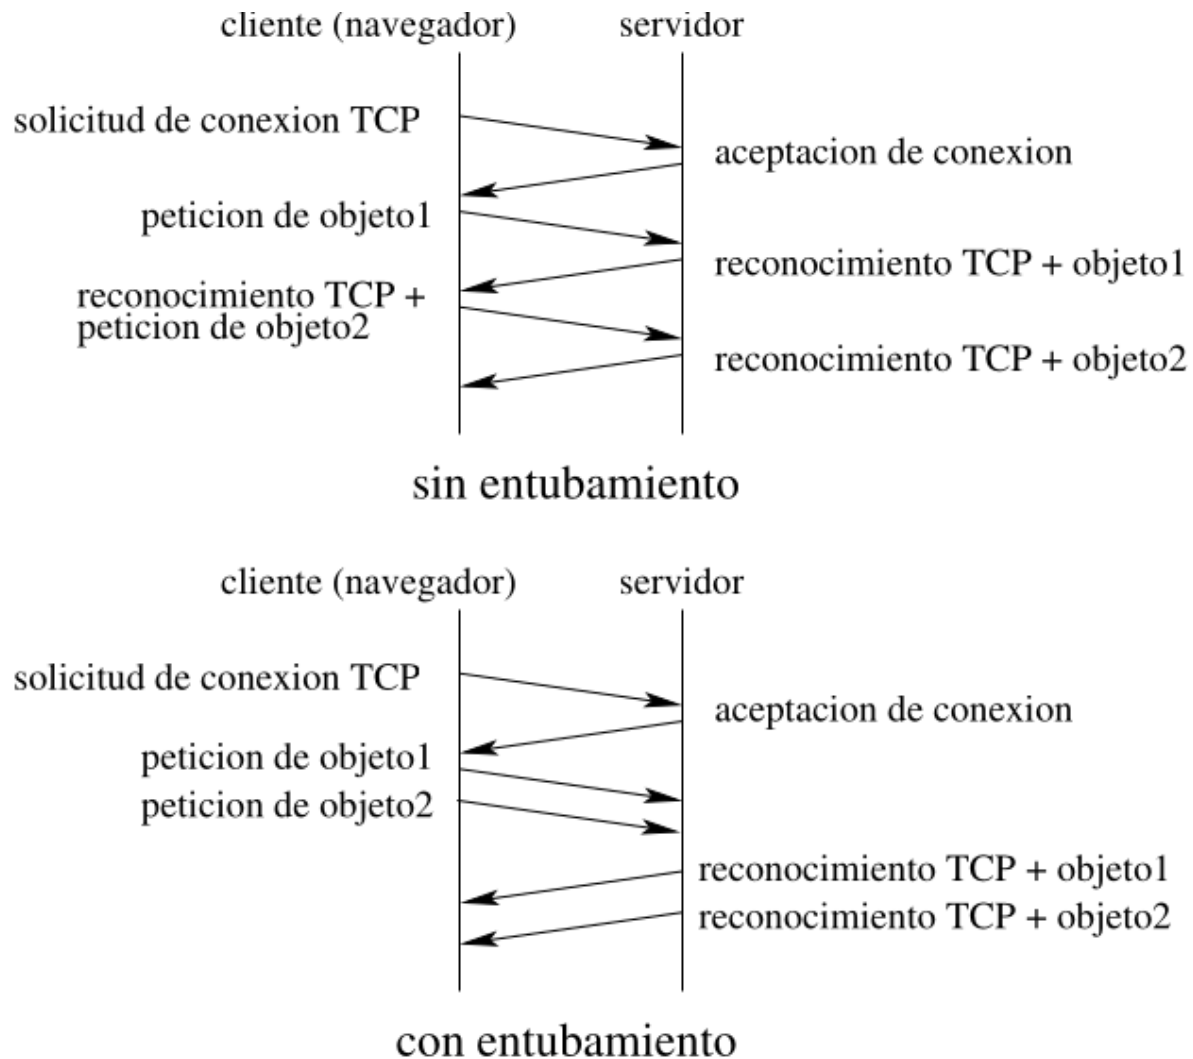 cliente (navegador) servidor
solicitud de conexion TCP
aceptacion de conexion
peticion de objeto1
reconocimiento TCP + objeto1
reconocimiento TCP +
peticion de objeto2
reconocimiento TCP + objeto2
sin entubamiento
cliente (navegador) servidor
solicitud de conexion TCP
aceptacion de conexion
peticion de objeto1
peticion de objeto2
reconocimiento TCP + objeto1
reconocimiento TCP + objeto2
con entubamiento